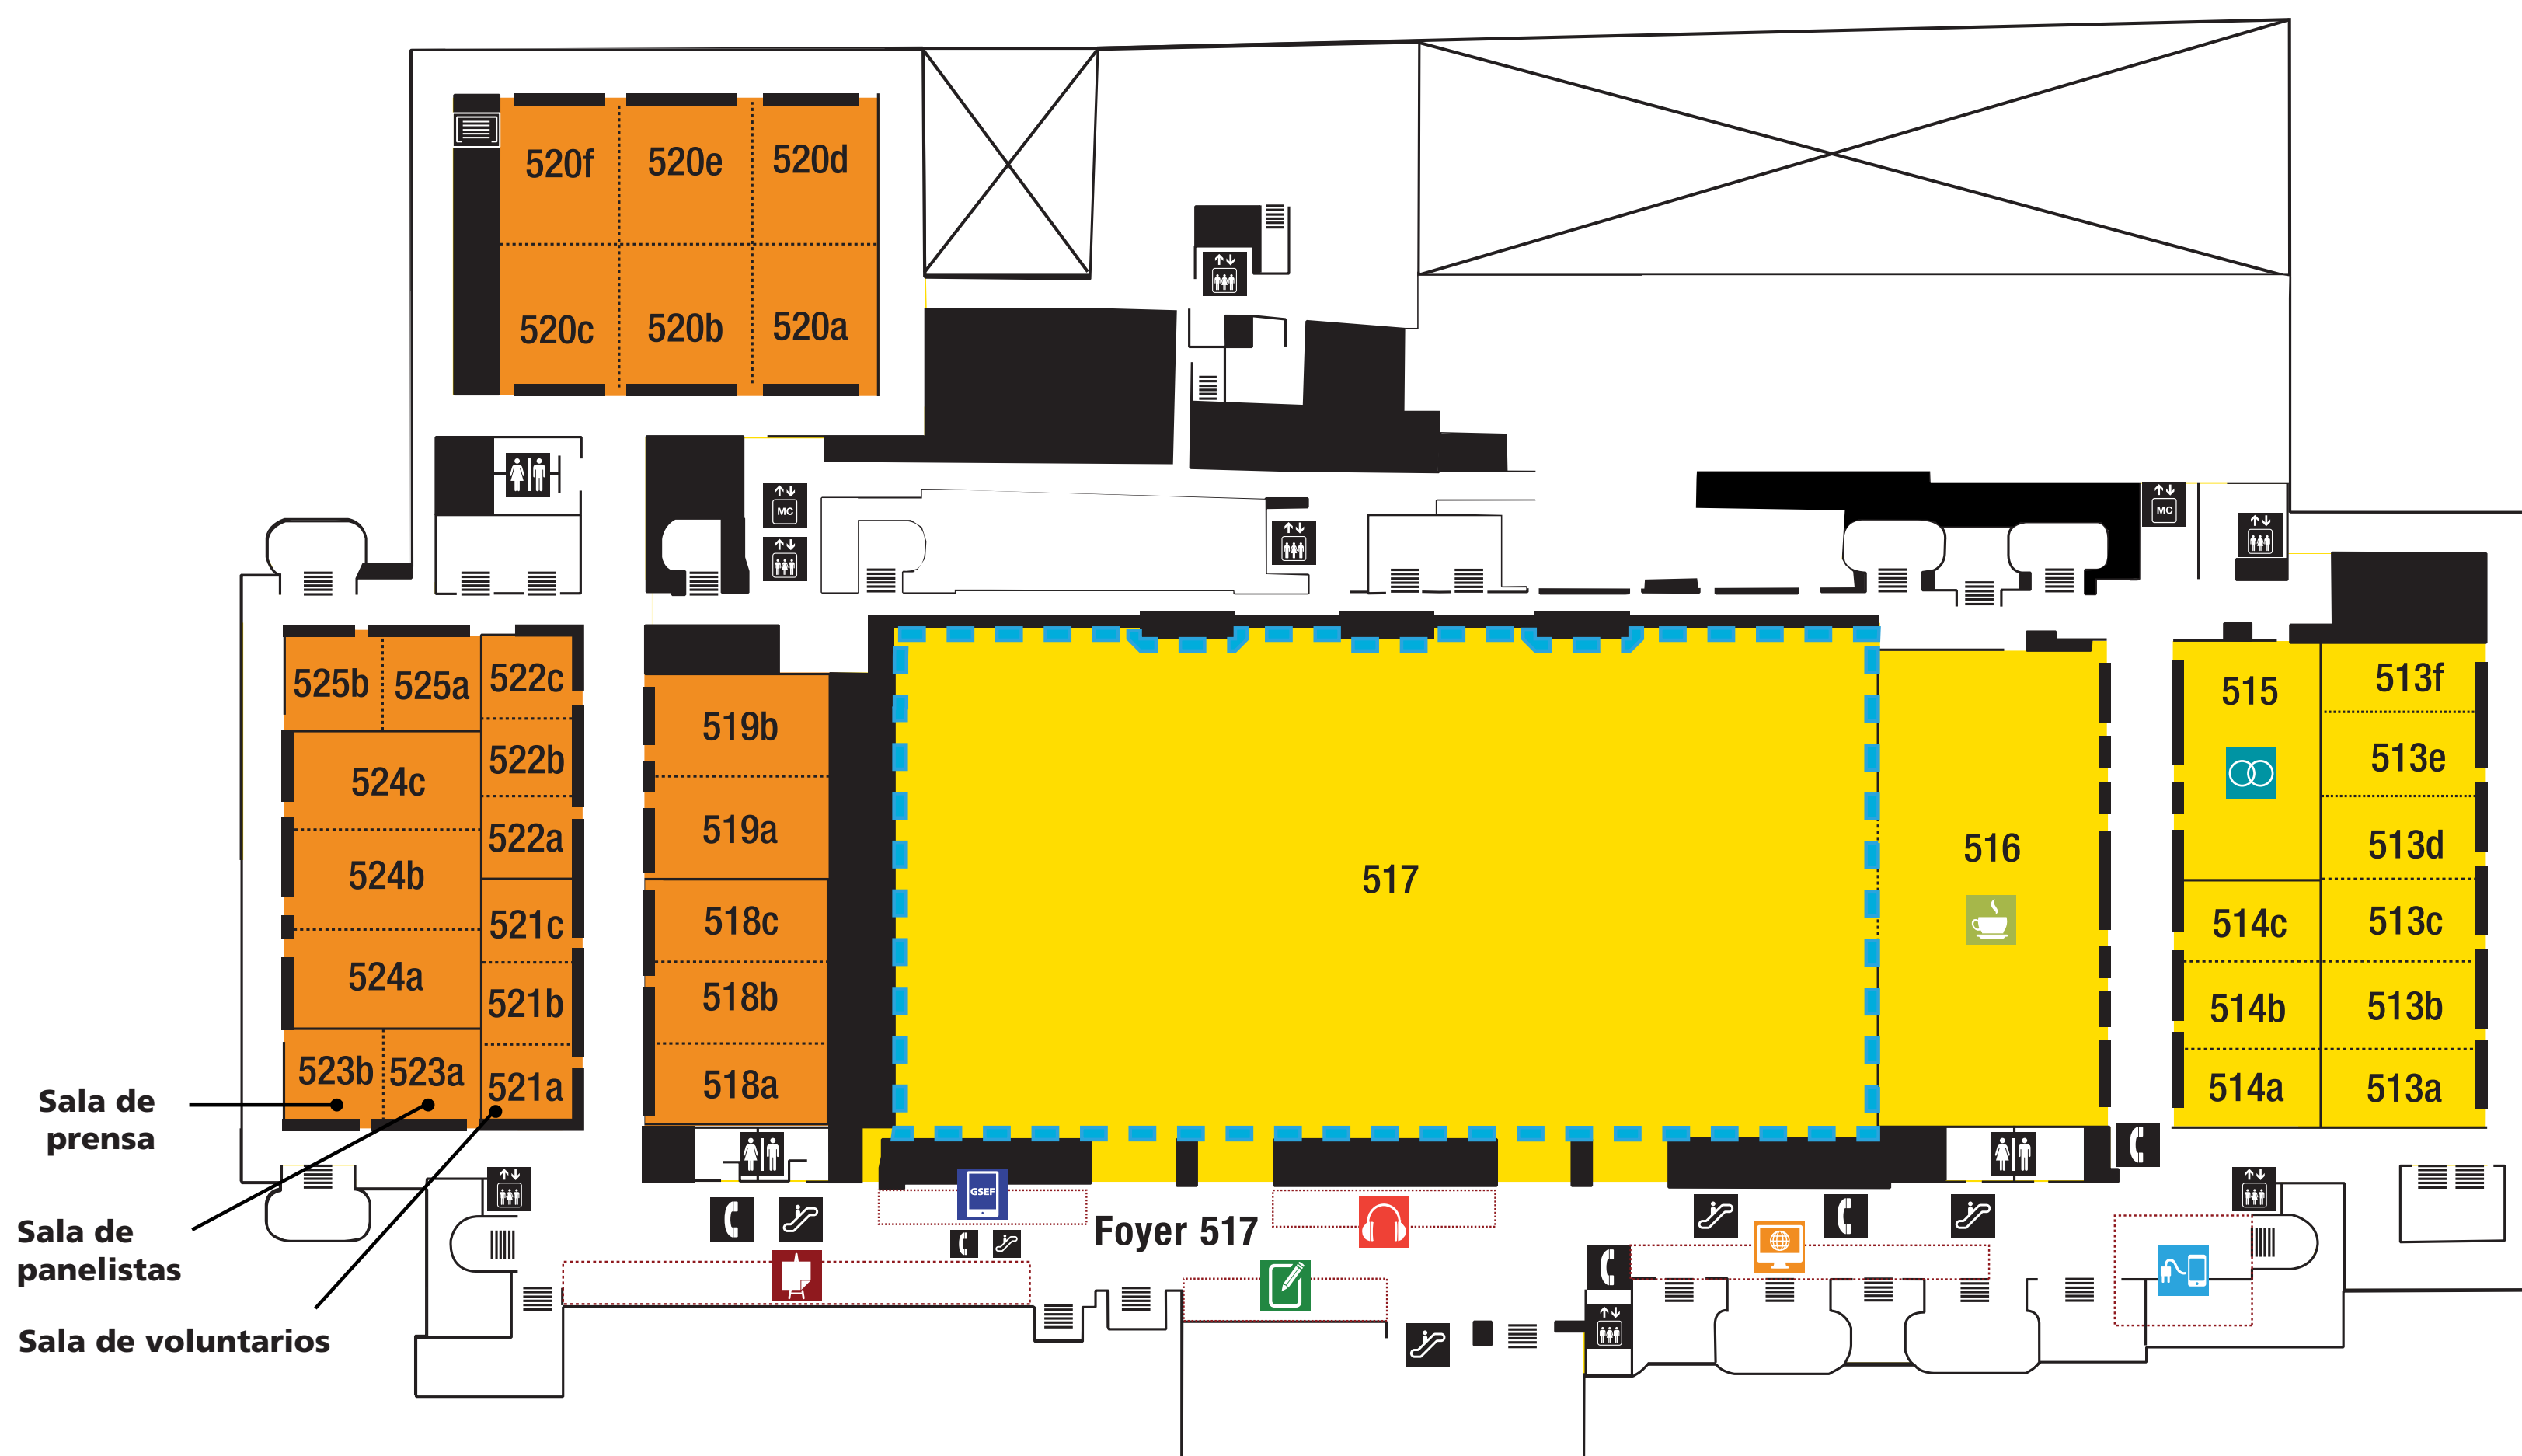 520f
520e
520d
520c
520b
520a
MC
MC
525b
525a
522c
524c
522b
522a
524b
521c
524a
521b
523b
523a
521a
519b
519a
518c
518b
518a
517
516
515
513f
513e
513d
514c
513c
514b
513b
514a
513a
Sala de
prensa
Sala de
panelistas
Sala de voluntarios
GSEF
Foyer 517